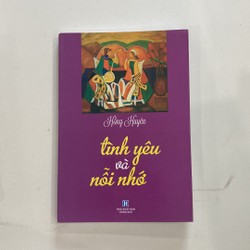 Hồng Huyền
tình yêu
và
nỗi nhớ